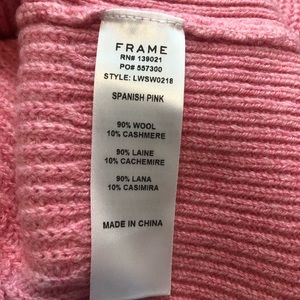 FRAME
RN# 139021
PO# 557300
STYLE: LWSW0218
SPANISH PINK
90% WOOL
10% CASHMERE
90% LAINE
10% CACHEMIRE
90% LANA
10% CASIMIRA
MADE IN CHINA